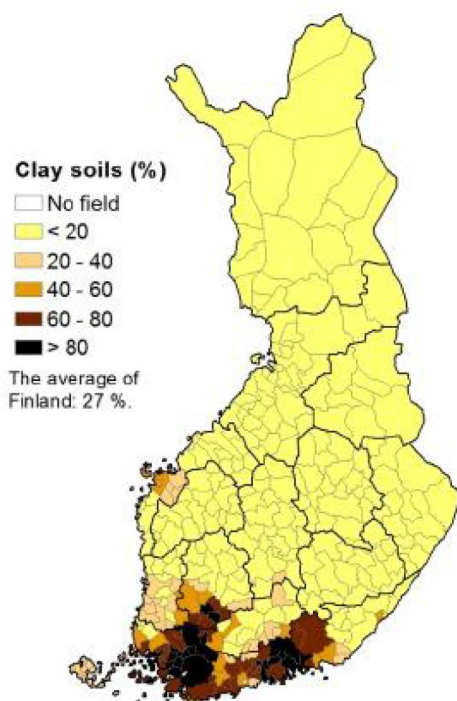 Clay soils (%)
No field
< 20
20 - 40
40 - 60
60 - 80
> 80
The average of
Finland: 27 %.